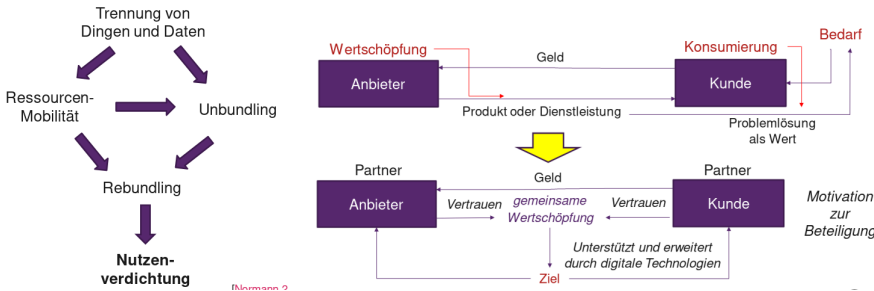 Trennung von
Dingen und Daten
Ressourcen-
Mobilität
Unbundling
Rebundling
Nutzen-
verdichtung
[Normann 2
Wertschöpfung
Geld
Konsumierung
Bedarf
Anbieter
Kunde
Produkt oder Dienstleistung
Problemlösung
als Wert
Partner
Geld
Partner
Anbieter
Vertrauen
gemeinsame
Wertschöpfung
Vertrauen
Kunde
Motivation
zur
Beteiligung
Unterstützt und erweitert
durch digitale Technologien
Ziel